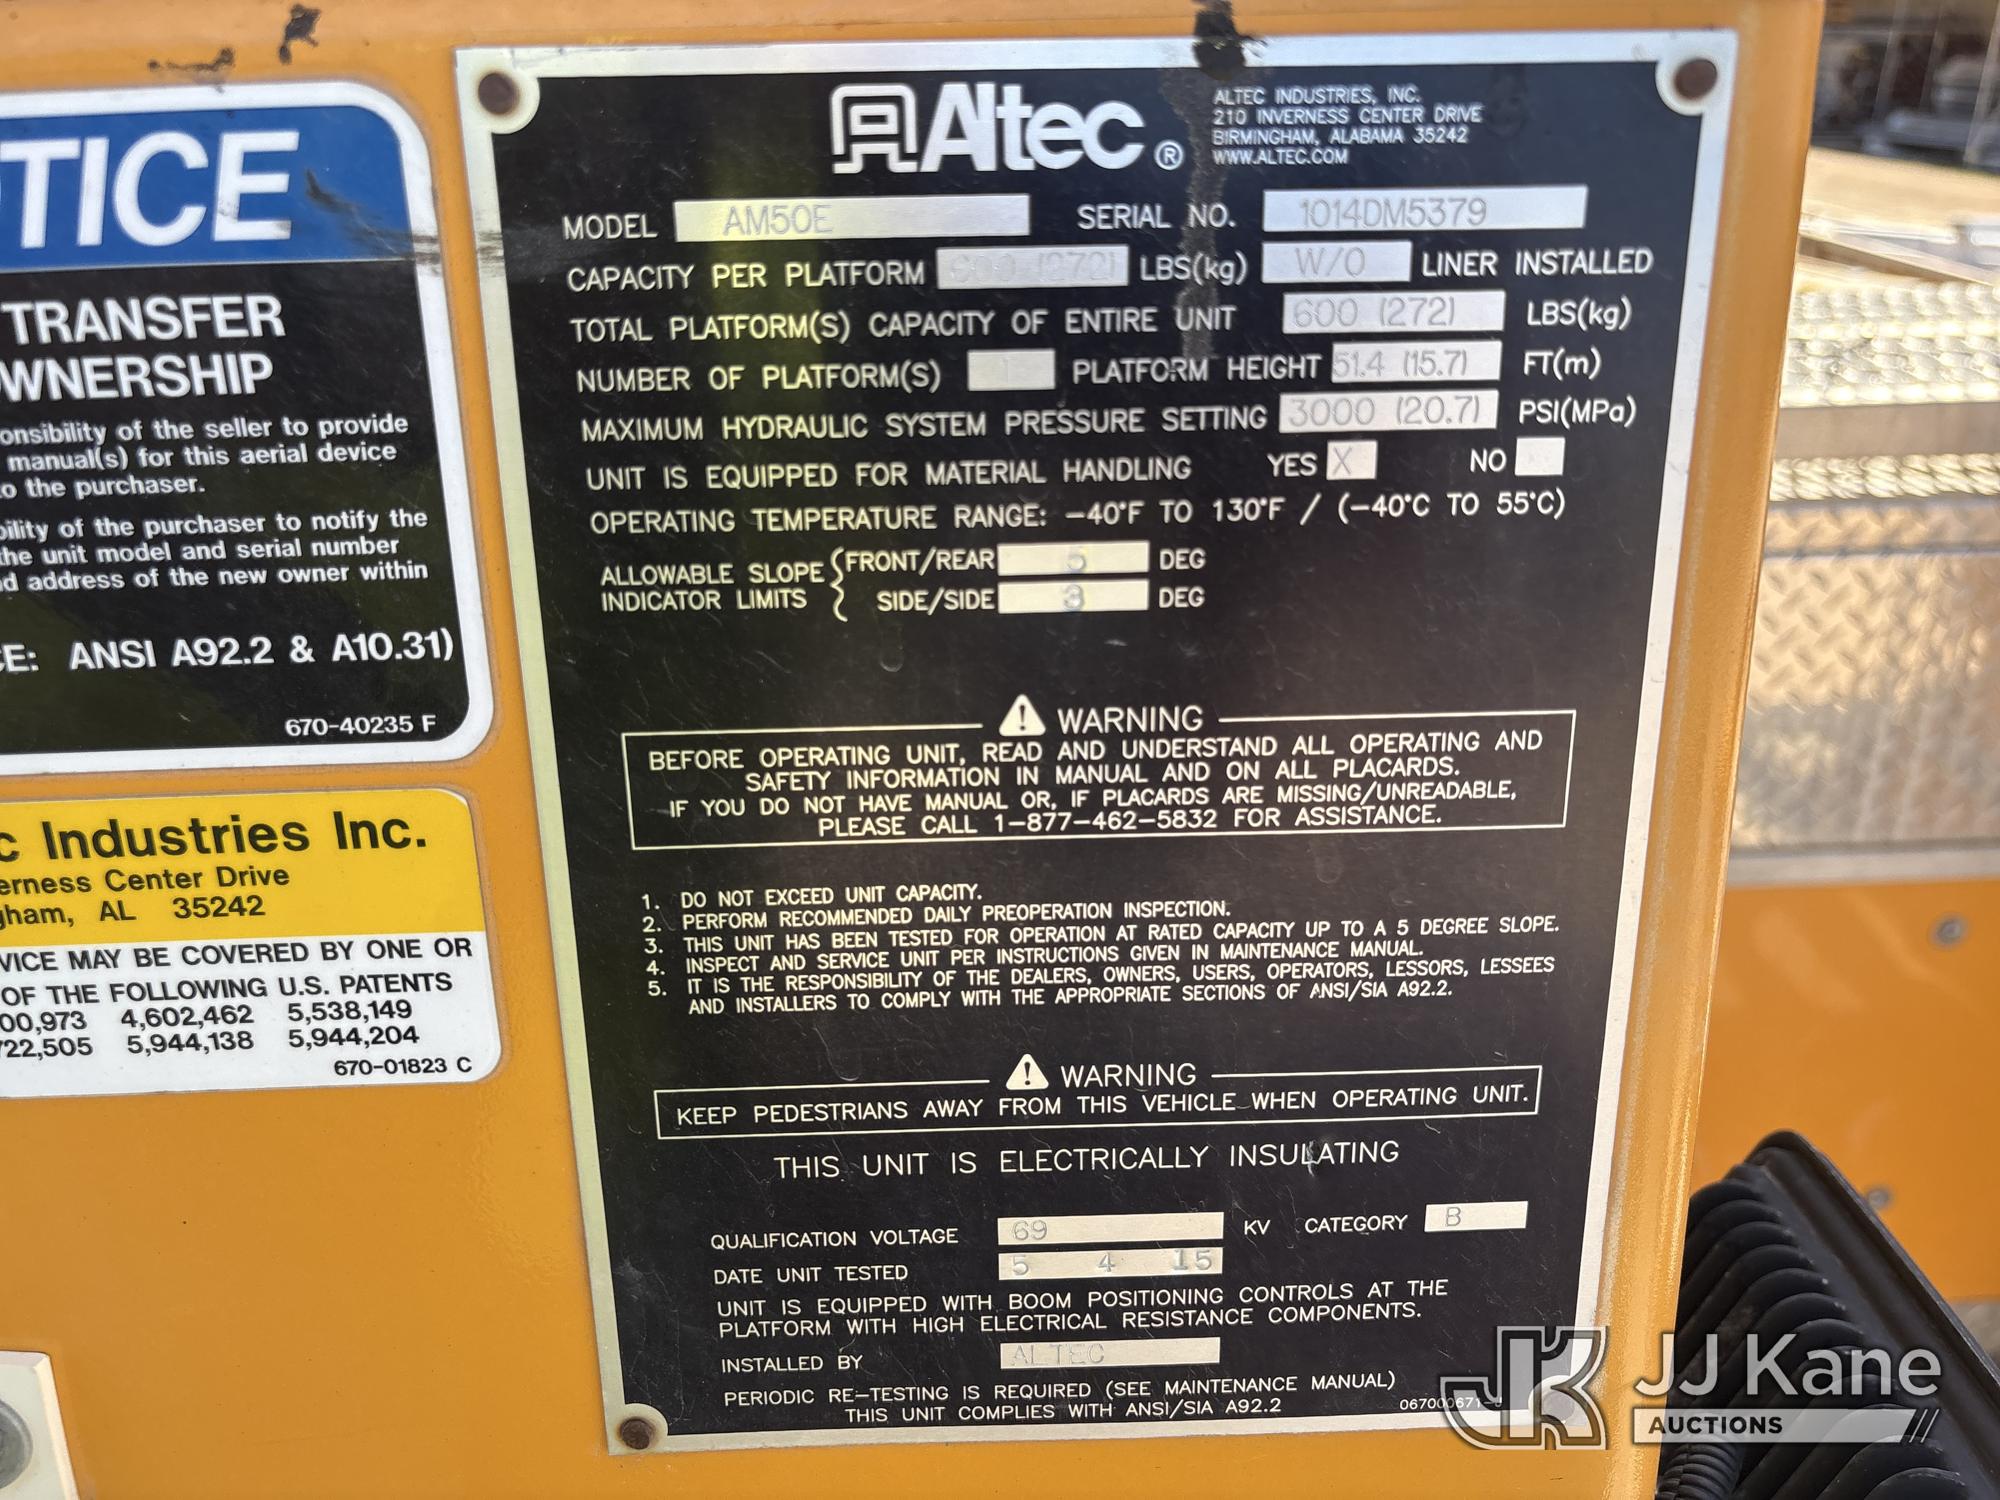 TICE
TRANSFER
WNERSHIP
onsibility of the seller to provide
manual(s) for this aerial device
o the purchaser.
bility of the purchaser to notify the
the unit model and serial number
d address of the new owner within
CE: ANSI A92.2 & A10.31)
670-40235 F
c Industries Inc.
erness Center Drive
gham, AL 35242
VICE MAY BE COVERED BY ONE OR
OF THE FOLLOWING U.S. PATENTS
00,973 4,602,462 5,538,149
722,505 5,944,138 5,944,204
670-01823 C
Altec®
ALTEC INDUSTRIES, INC.
210 INVERNESS CENTER DRIVE
BIRMINGHAM, ALABAMA 35242
WWW.ALTEC.COM
MODEL AM50E SERIAL NO. 1014DM5379
CAPACITY PER PLATFORM 600 (272) LBS(kg) W/O LINER INSTALLED
TOTAL PLATFORM(S) CAPACITY OF ENTIRE UNIT 600 (272) LBS(kg)
NUMBER OF PLATFORM(S) 1 PLATFORM HEIGHT 51.4 (15.7) FT(m)
MAXIMUM HYDRAULIC SYSTEM PRESSURE SETTING 3000 (20.7) PSI(MPa)
UNIT IS EQUIPPED FOR MATERIAL HANDLING YES X NO
OPERATING TEMPERATURE RANGE: -40°F TO 130°F / (-40°C TO 55°C)
ALLOWABLE SLOPE INDICATOR LIMITS { FRONT/REAR 5 DEG
SIDE/SIDE 3 DEG
WARNING
BEFORE OPERATING UNIT, READ AND UNDERSTAND ALL OPERATING AND
SAFETY INFORMATION IN MANUAL AND ON ALL PLACARDS.
IF YOU DO NOT HAVE MANUAL OR, IF PLACARDS ARE MISSING/UNREADABLE,
PLEASE CALL 1-877-462-5832 FOR ASSISTANCE.
1. DO NOT EXCEED UNIT CAPACITY.
2. PERFORM RECOMMENDED DAILY PREOPERATION INSPECTION.
3. THIS UNIT HAS BEEN TESTED FOR OPERATION AT RATED CAPACITY UP TO A 5 DEGREE SLOPE.
4. INSPECT AND SERVICE UNIT PER INSTRUCTIONS GIVEN IN MAINTENANCE MANUAL.
5. IT IS THE RESPONSIBILITY OF THE DEALERS, OWNERS, USERS, OPERATORS, LESSORS, LESSEES
AND INSTALLERS TO COMPLY WITH THE APPROPRIATE SECTIONS OF ANSI/SIA A92.2.
WARNING
KEEP PEDESTRIANS AWAY FROM THIS VEHICLE WHEN OPERATING UNIT.
THIS UNIT IS ELECTRICALLY INSULATING
QUALIFICATION VOLTAGE 69 KV CATEGORY B
DATE UNIT TESTED 5 4 15
UNIT IS EQUIPPED WITH BOOM POSITIONING CONTROLS AT THE
PLATFORM WITH HIGH ELECTRICAL RESISTANCE COMPONENTS.
INSTALLED BY ALTEC
PERIODIC RE-TESTING IS REQUIRED (SEE MAINTENANCE MANUAL)
THIS UNIT COMPLIES WITH ANSI/SIA A92.2
067000671-J
JK JJ Kane
AUCTIONS